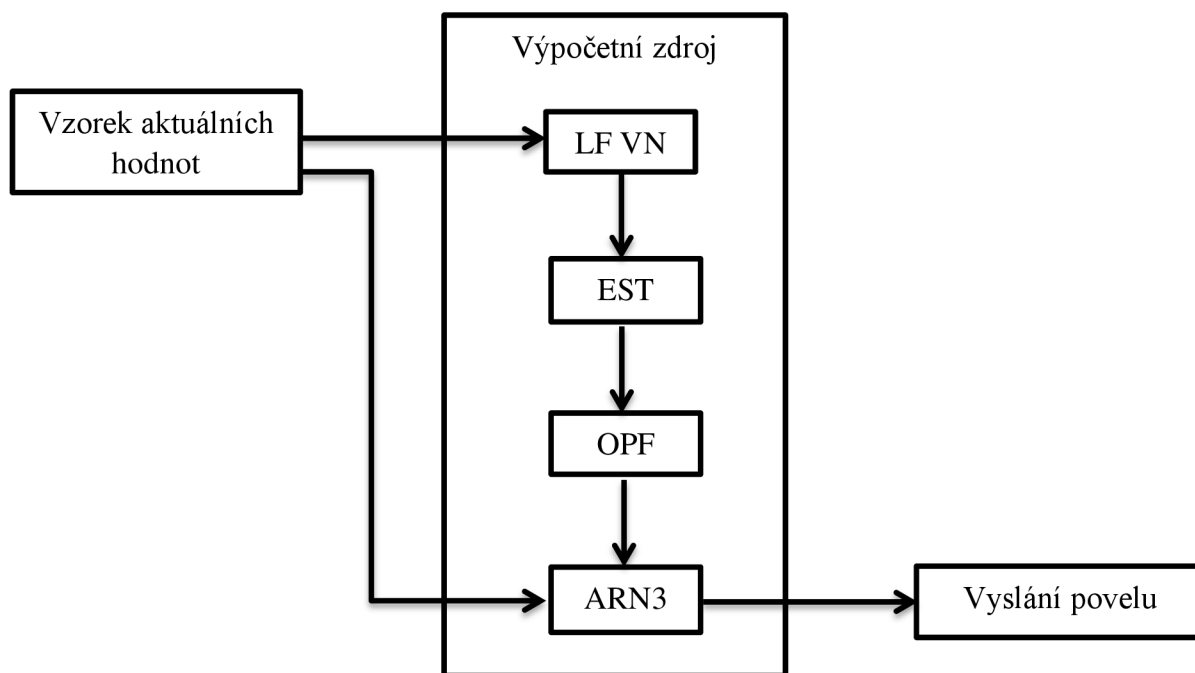 Výpočetní zdroj
Vzorek aktuálních
hodnot
LF VN
EST
OPF
ARN3
Vyslání povelu